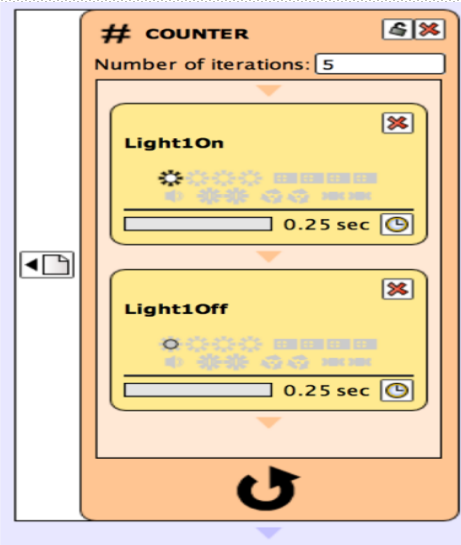 # COUNTER
Number of iterations: 5
Light1On
0.25 sec
Light1Off
0.25 sec